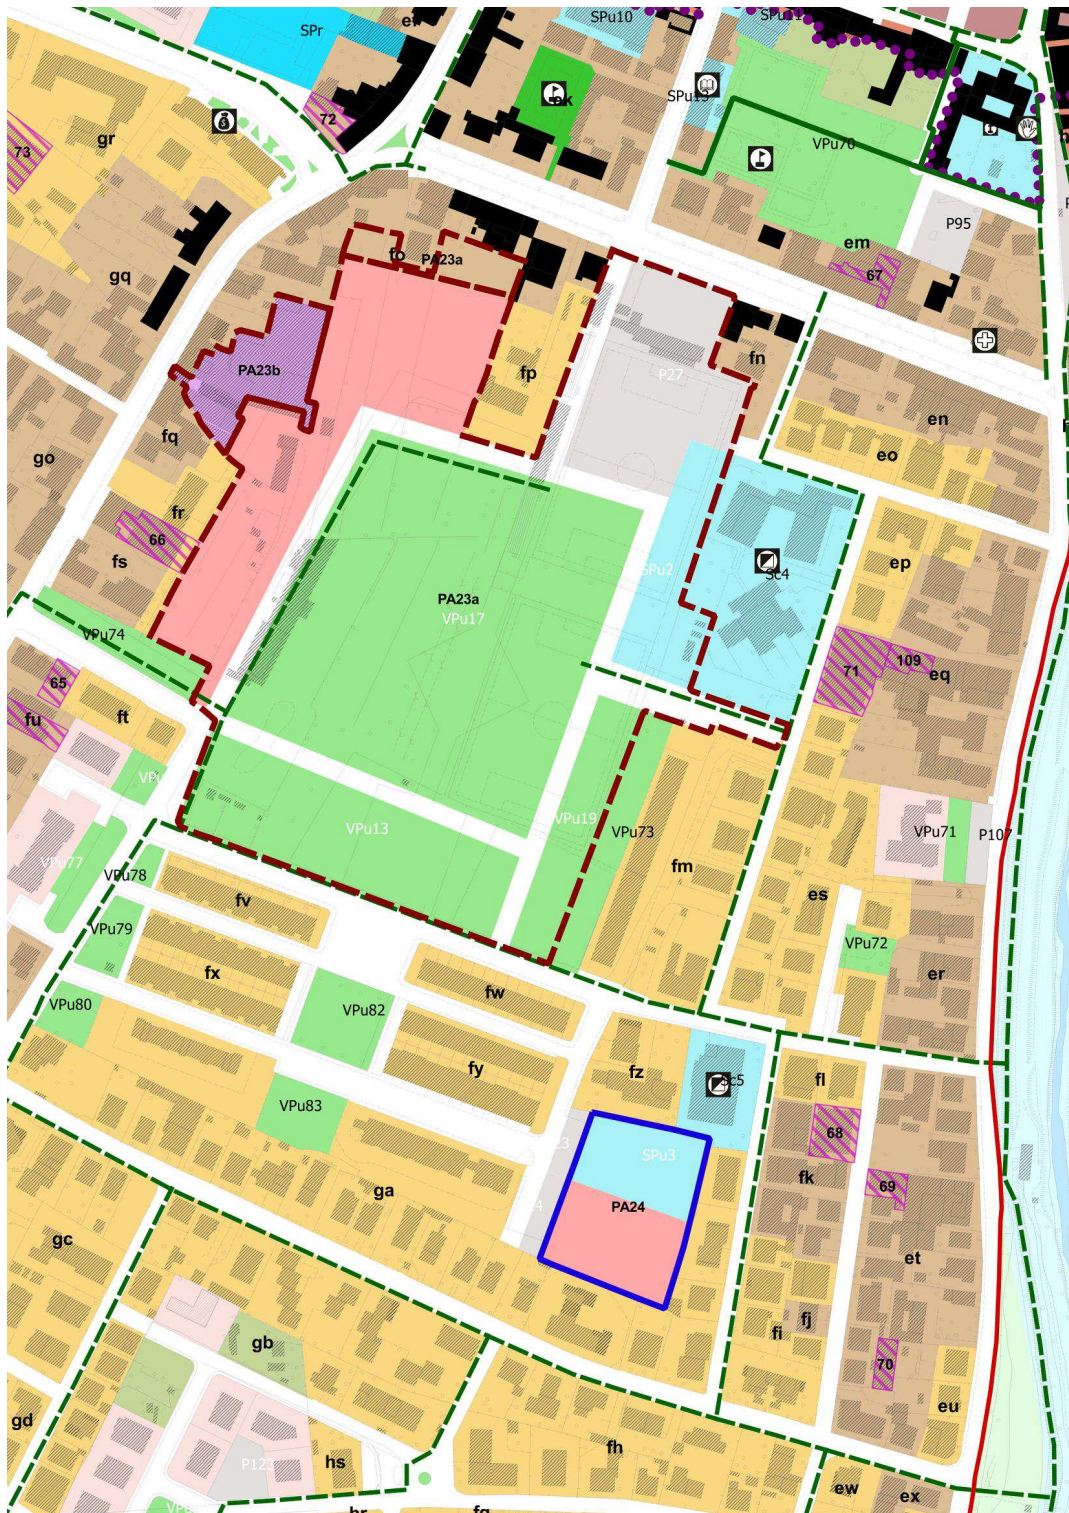 SPr
SPu10
SPu11
72
gr
73
VPu70
P95
em
67
gq
fo
PA23a
PA23b
fp
fn
P27
en
eo
go
fq
fr
66
fs
SPu2
Sc4
ep
PA23a
VPu17
VPu74
71
109
eq
65
fu
ft
VPu13
VPu19
VPu73
fm
VPu71
P107
VPu77
VPu78
es
fv
VPu79
VPu72
fx
fw
er
VPu80
VPu82
fy
fz
Sc5
fl
VPu83
68
SPu3
fk
69
ga
PA24
gc
et
gb
fj
fi
70
gd
eu
fh
P123
hs
ew
ex